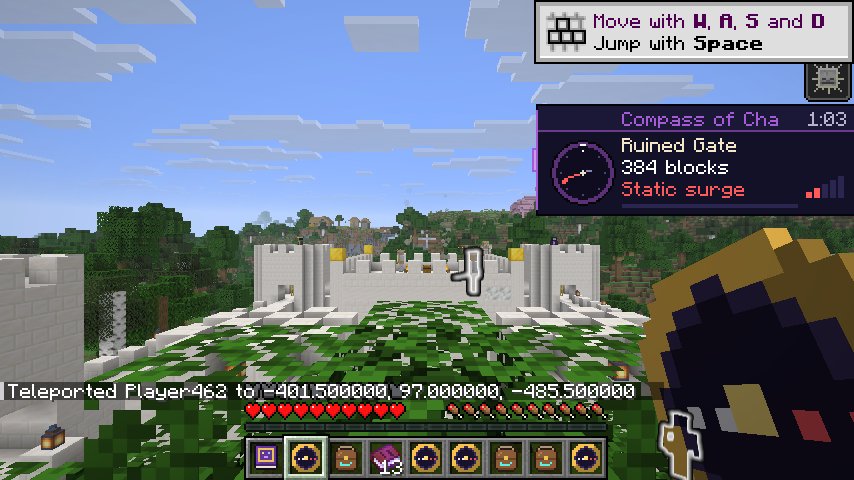 Move with W, A, S and D
Jump with Space
Compass of Cha 1:03
Ruined Gate
384 blocks
Static surge
Teleported Player462 to -401.500000, 97.000000, -485.500000
13